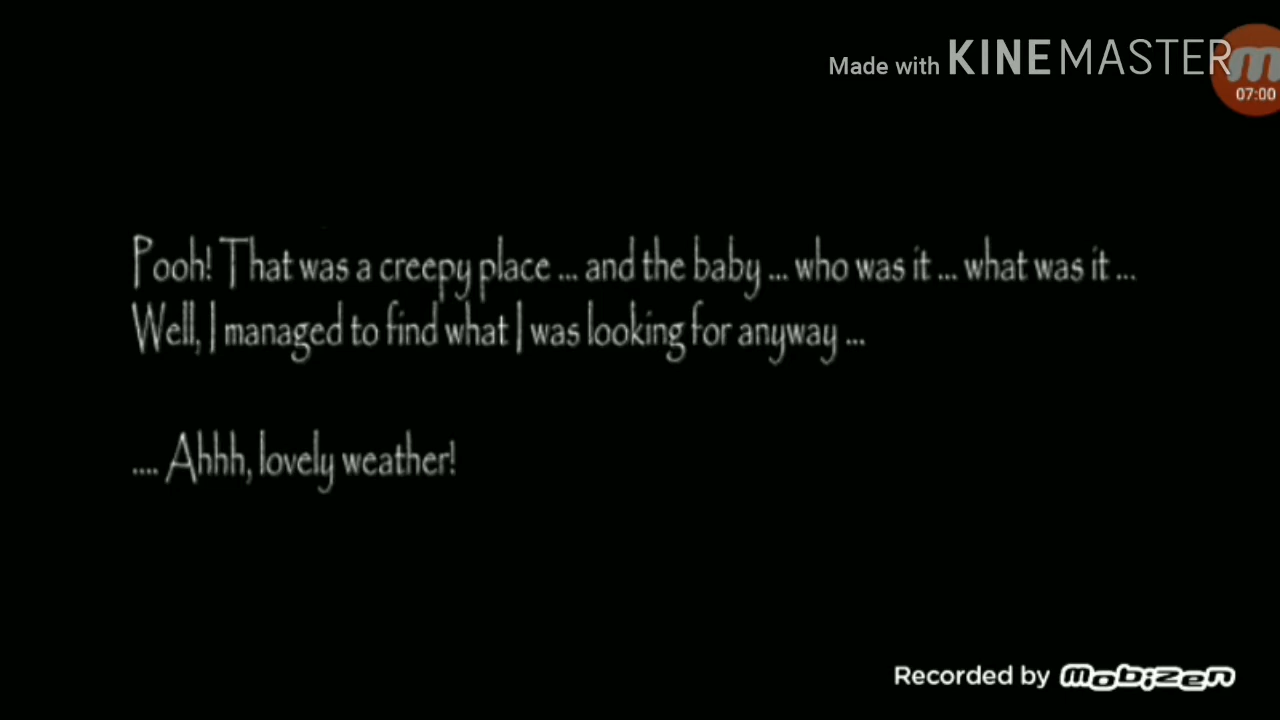 Made with KINEMASTER
m
07:00
Pooh! That was a creepy place ... and the baby ... who was it ... what was it ...
Well, I managed to find what I was looking for anyway ...
.... Ahhh, lovely weather!
Recorded by mobizen